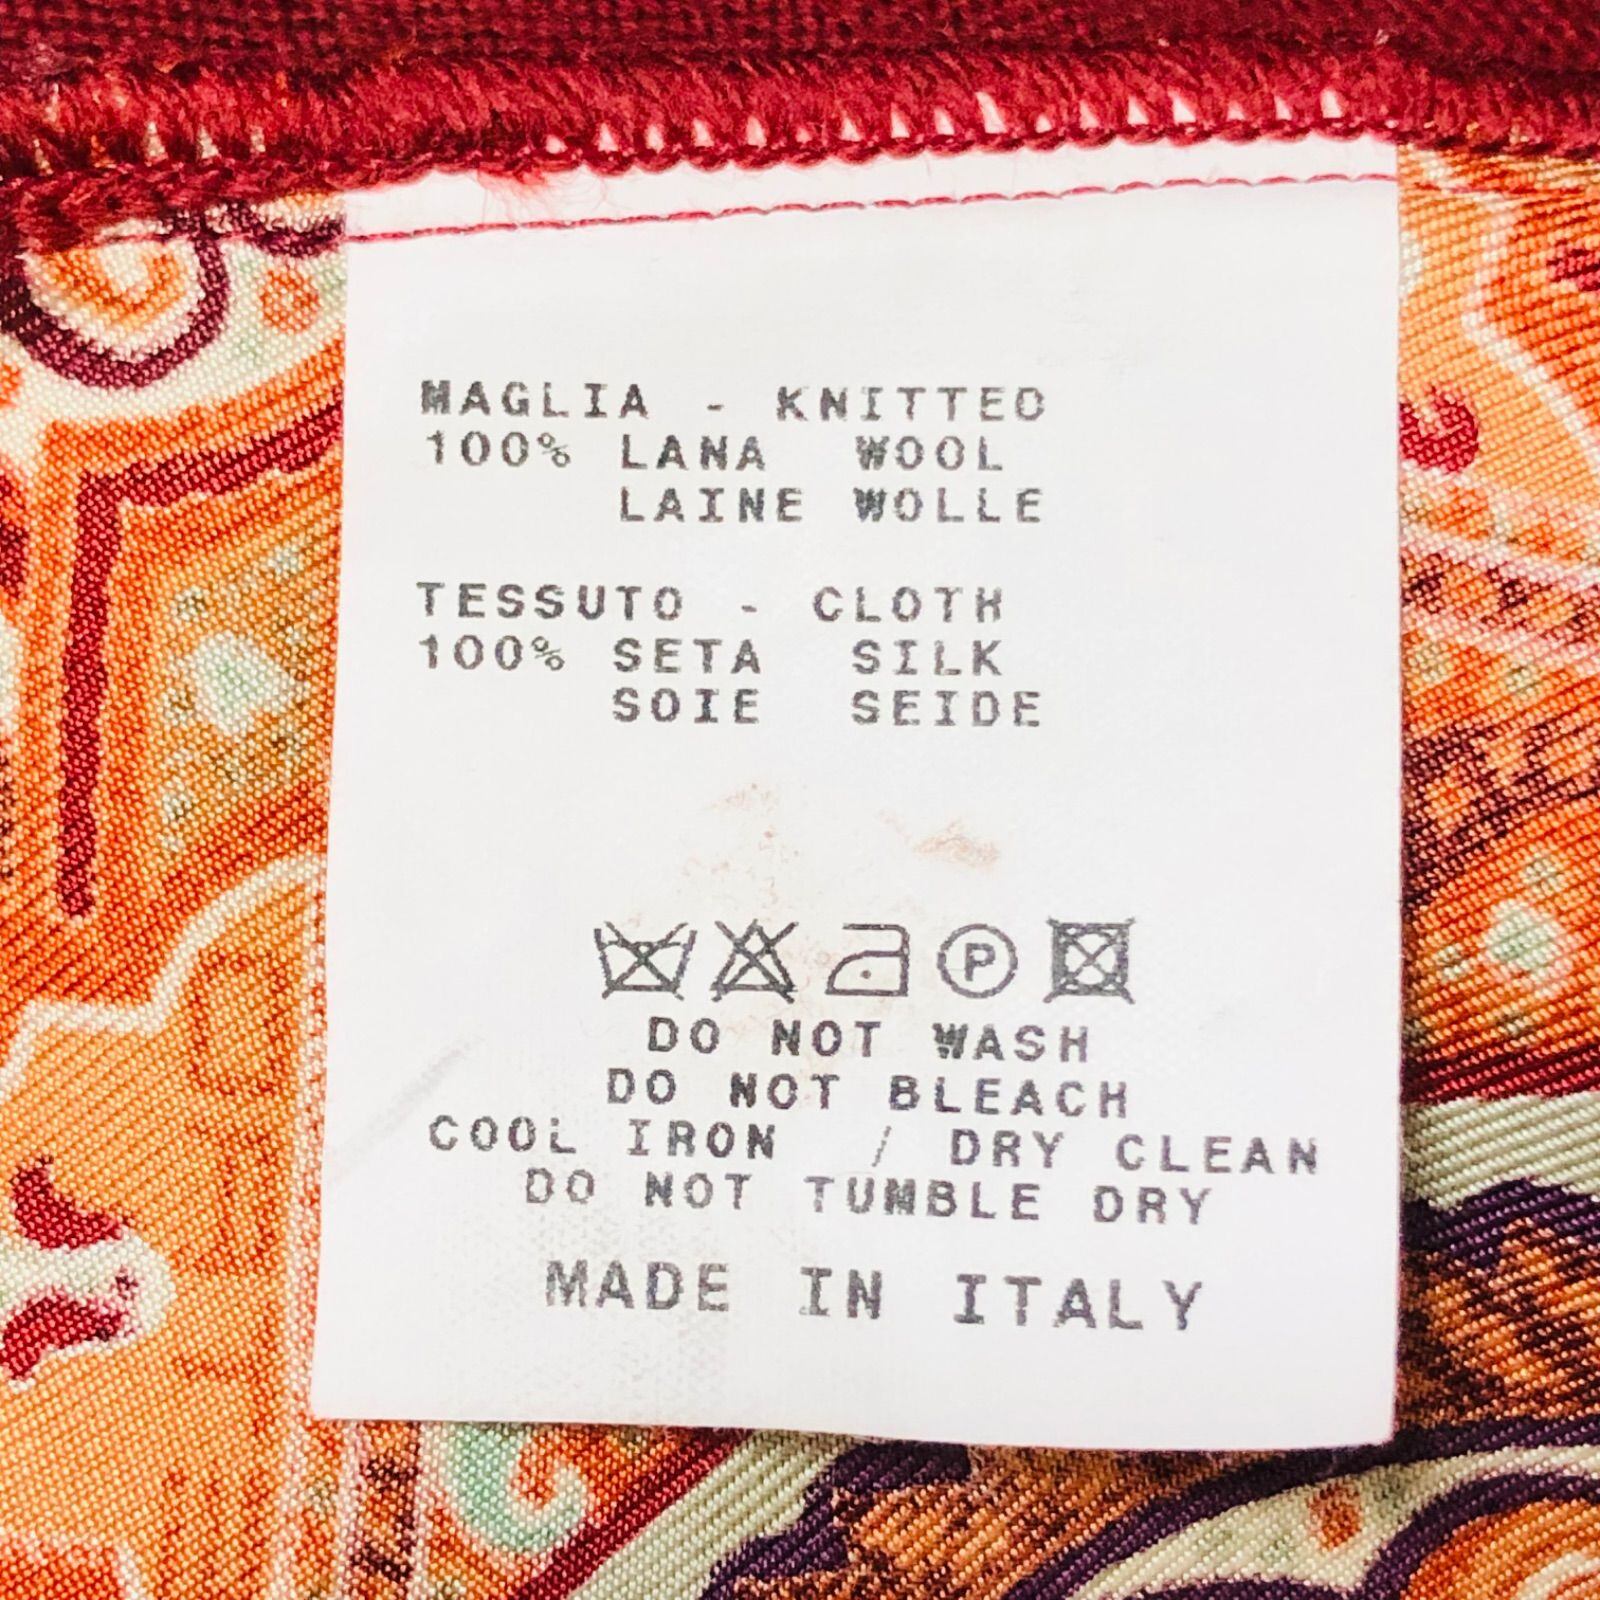 MAGLIA - KNITTED
100% LANA WOOL
LAINE WOLLE
TESSUTO - CLOTH
100% SETA SILK
SOIE SEIDE
P
DO NOT WASH
DO NOT BLEACH
COOL IRON / DRY CLEAN
DO NOT TUMBLE DRY
MADE IN ITALY